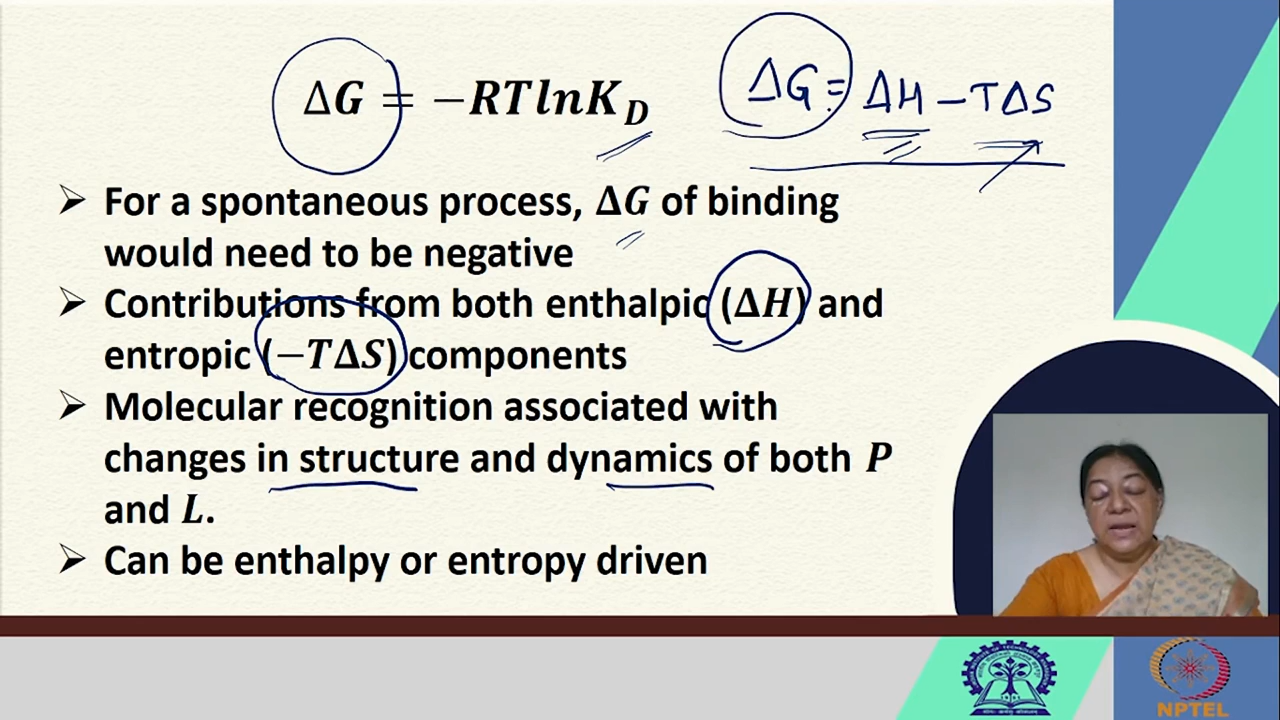 ΔG = −RTlnK_D
ΔG = ΔH − TΔS
➢ For a spontaneous process, ΔG of binding
would need to be negative
➢ Contributions from both enthalpic (ΔH) and
entropic (−TΔS) components
➢ Molecular recognition associated with
changes in structure and dynamics of both P
and L.
➢ Can be enthalpy or entropy driven
NPTEL